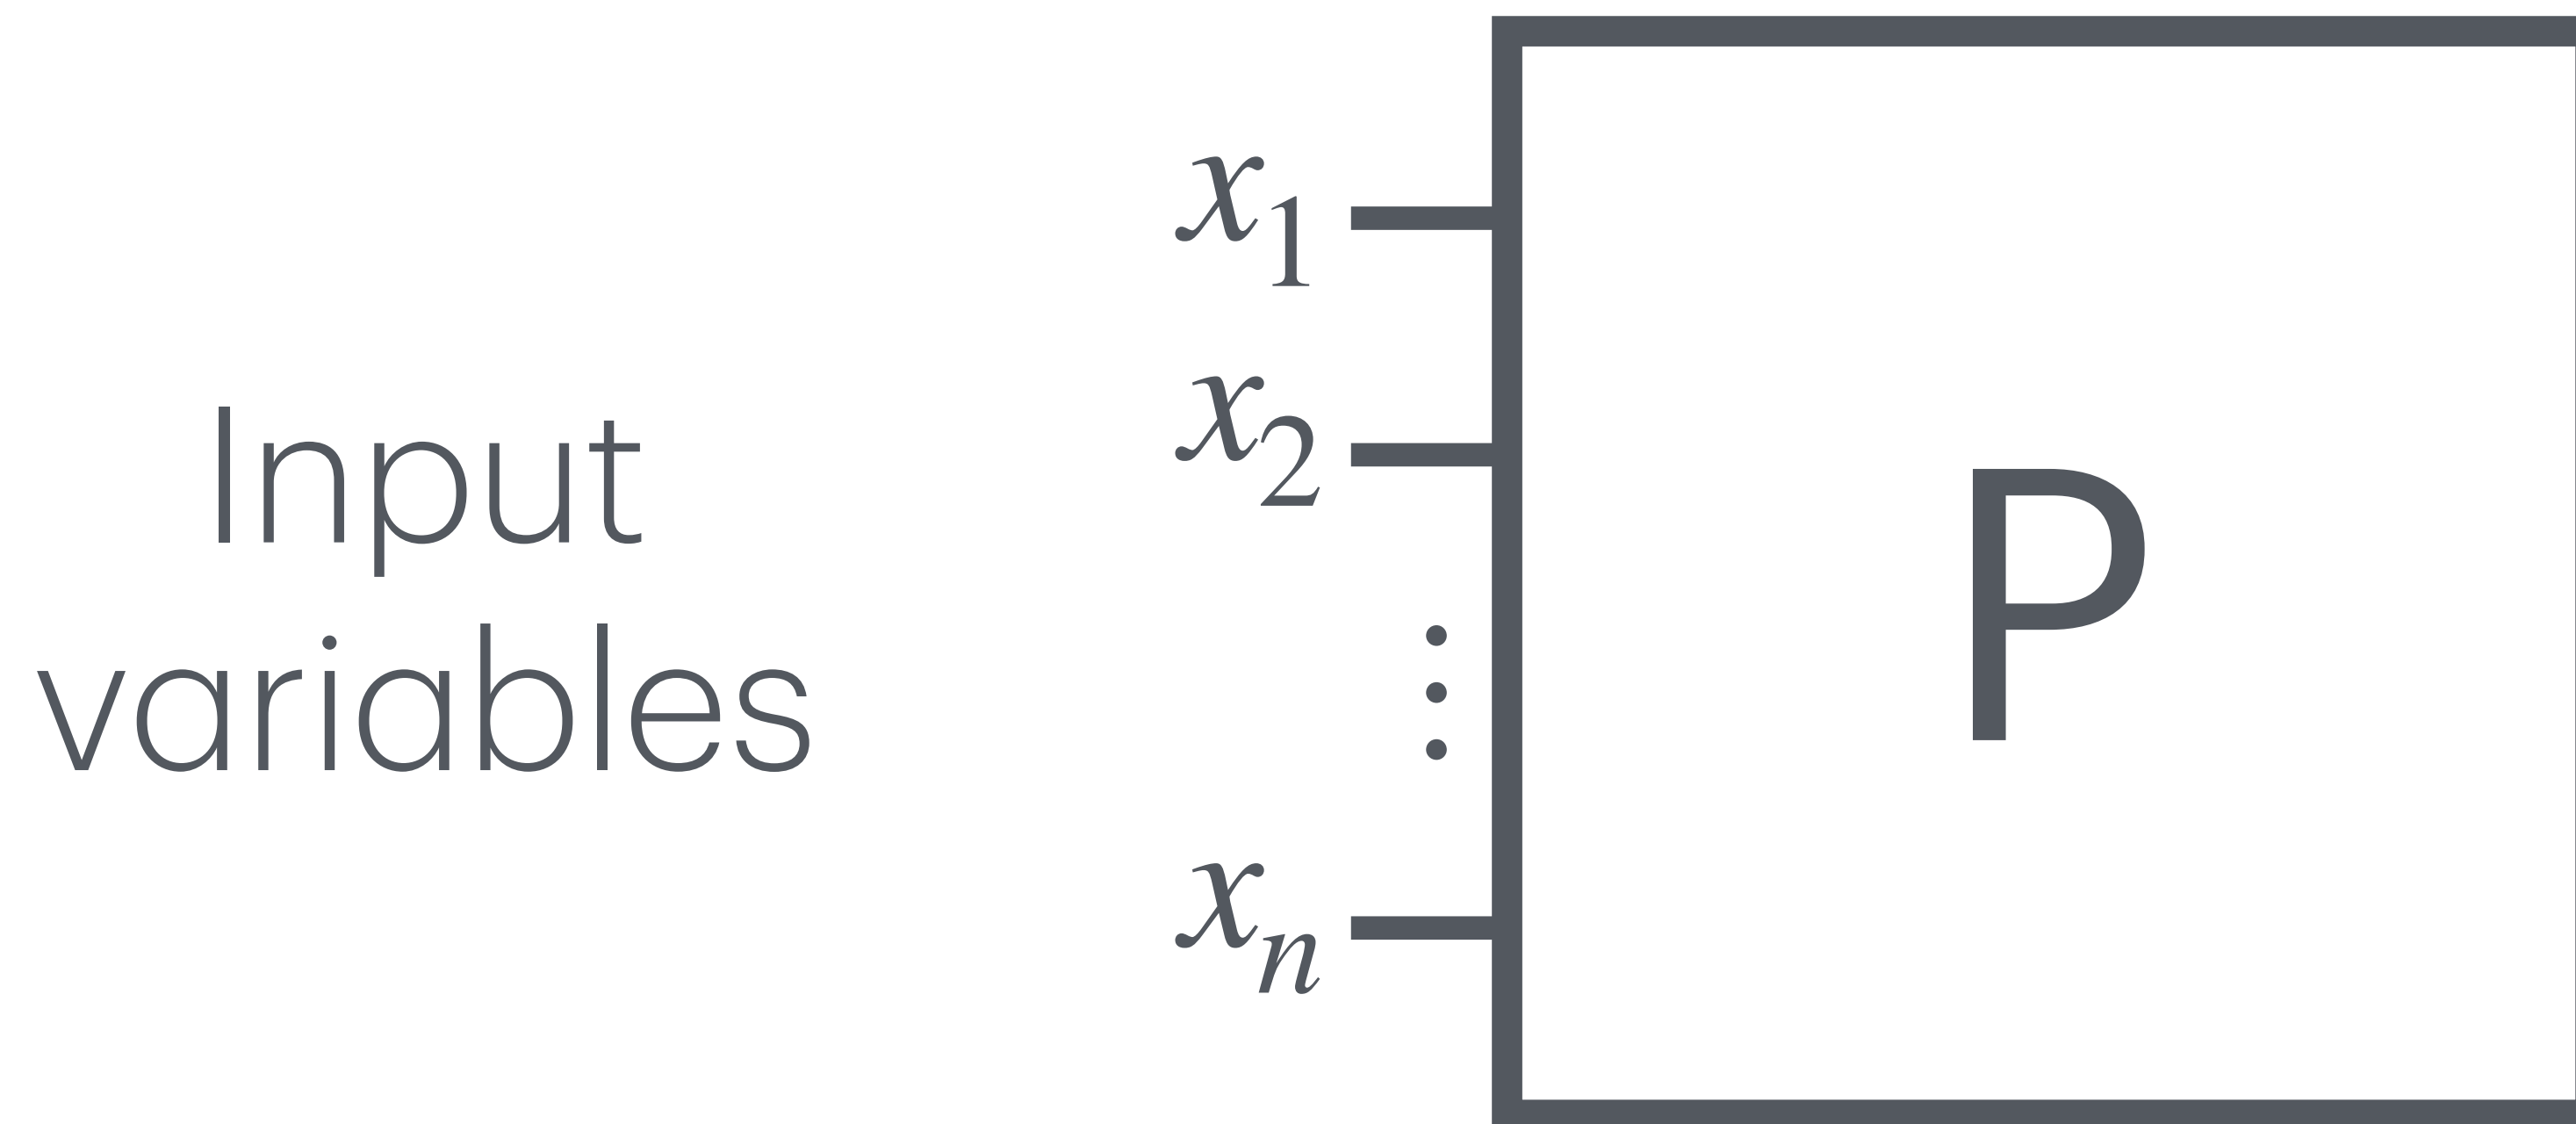 Input
variables
x₁
x₂
⋮
xₙ
P